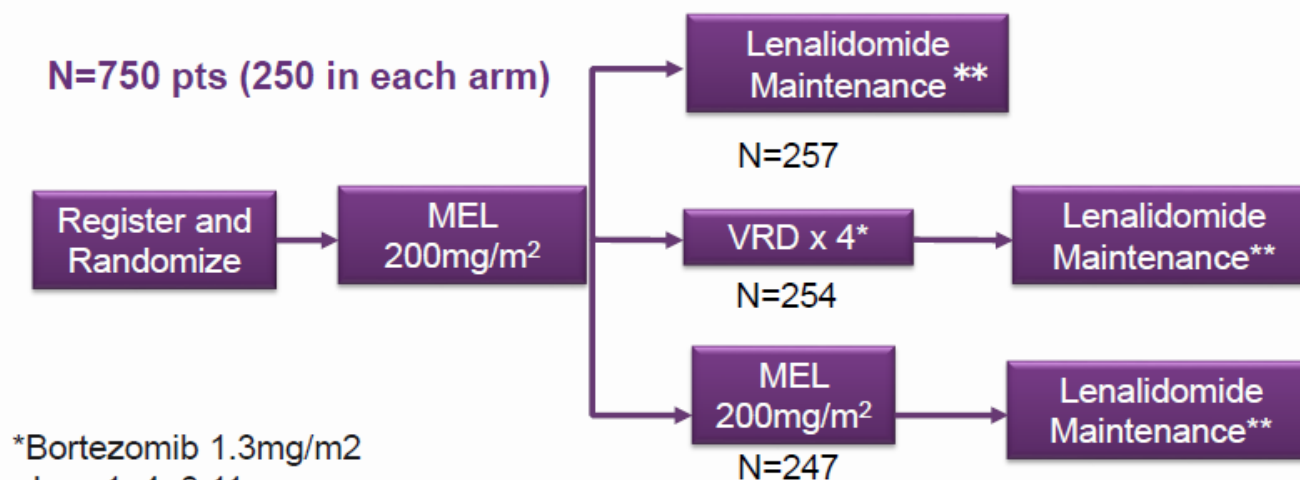 N=750 pts (250 in each arm)
Lenalidomide
Maintenance **
N=257
Register and
Randomize
MEL
200mg/m²
VRD x 4*
Lenalidomide
Maintenance**
N=254
MEL
200mg/m²
Lenalidomide
Maintenance**
N=247
*Bortezomib 1.3mg/m2